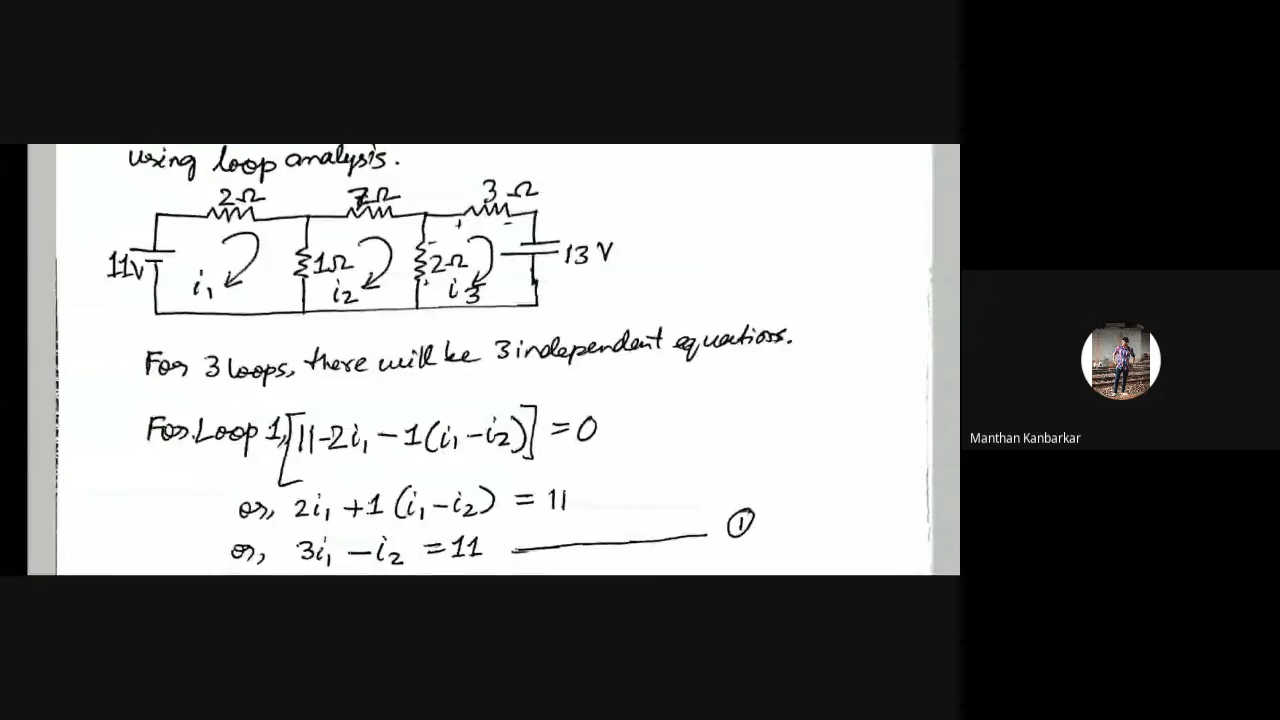 using loop analysis.
2Ω 7Ω 3Ω
11V 1Ω 2Ω 13 V
i₁ i₂ i₃
+ - - +
For 3 loops, there will be 3 independent equations.
For Loop 1, [11-2i₁ - 1(i₁-i₂)] = 0
or, 2i₁ + 1 (i₁-i₂) = 11
or, 3i₁ - i₂ = 11 ①
Manthan Kanbarkar